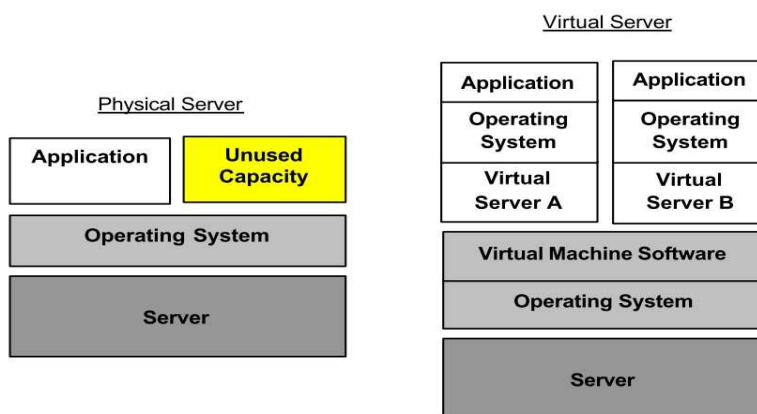 Physical Server
Application
Unused
Capacity
Operating System
Server
Virtual Server
Application
Operating
System
Virtual
Server A
Application
Operating
System
Virtual
Server B
Virtual Machine Software
Operating System
Server